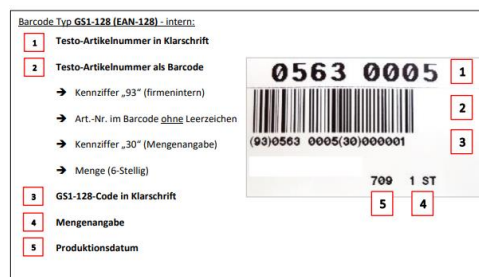 Barcode Typ GS1-128 (EAN-128) - intern:
1 Testo-Artikelnummer in Klarschrift
2 Testo-Artikelnummer als Barcode
➔ Kennziffer „93“ (firmenintern)
➔ Art.-Nr. im Barcode ohne Leerzeichen
➔ Kennziffer „30“ (Mengenangabe)
➔ Menge (6-Stellig)
3 GS1-128-Code in Klarschrift
4 Mengenangabe
5 Produktionsdatum
0563 0005 1
2
(93)0563 0005(30)000001 3
709 1 ST
5 4